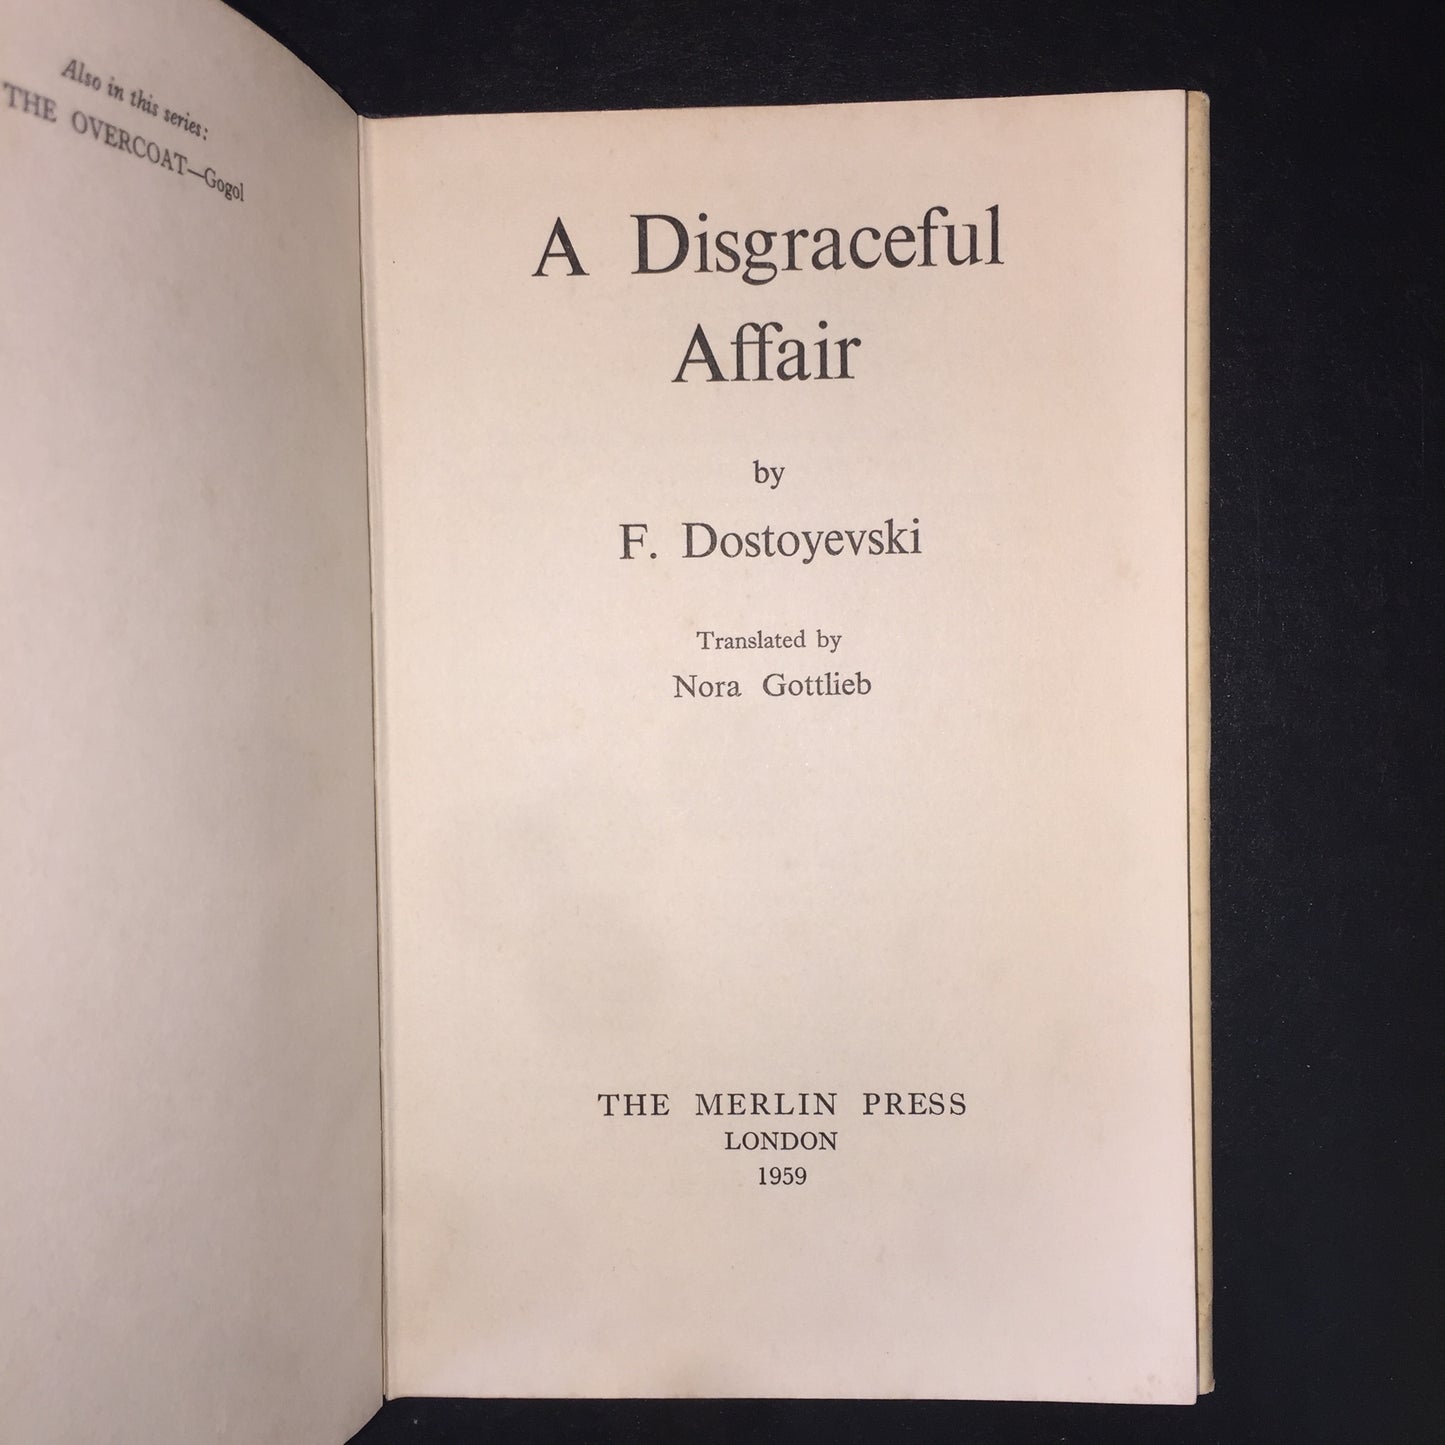 Also in this series:
THE OVERCOAT—Gogol
A Disgraceful
Affair
by
F. Dostoyevski
Translated by
Nora Gottlieb
THE MERLIN PRESS
LONDON
1959